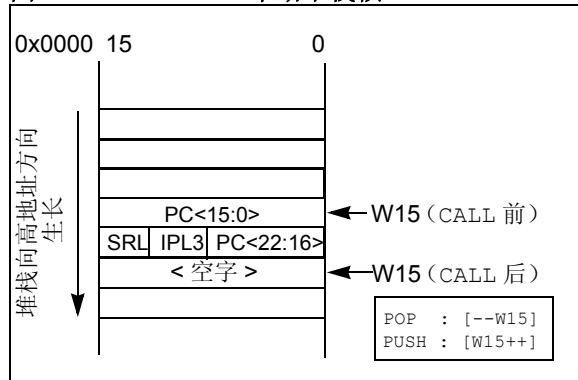 0x0000 15 0
堆栈向高地址方向
生长
PC<15:0>
W15（CALL 前）
SRL IPL3 PC<22:16>
< 空字 >
W15（CALL 后）
POP : [--W15]
PUSH : [W15++]